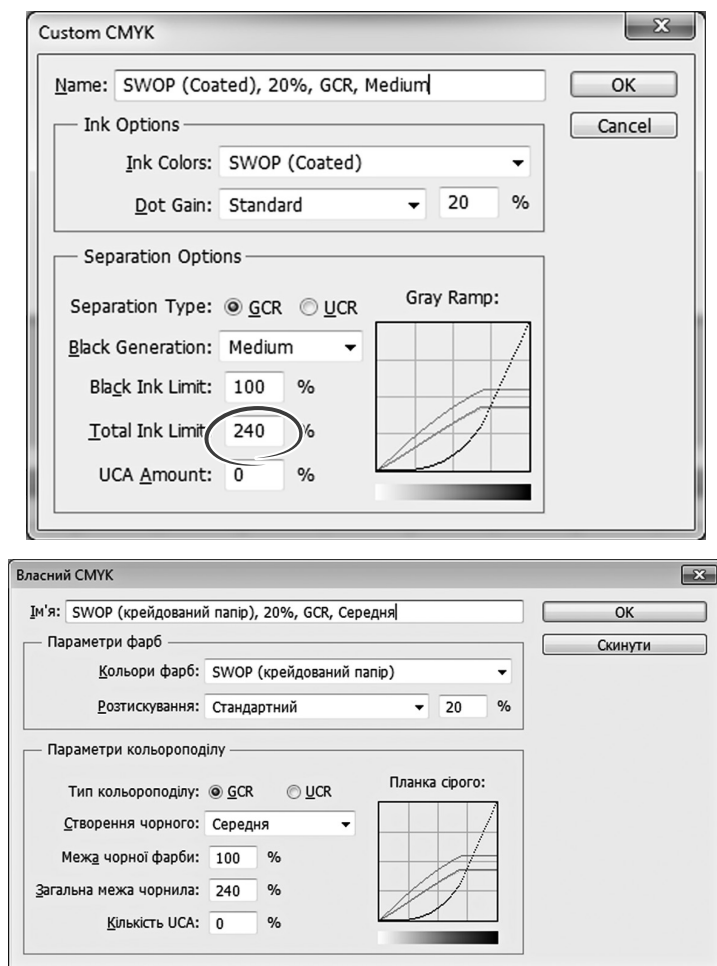 Custom CMYK
Name: SWOP (Coated), 20%, GCR, Medium
OK
Ink Options
Cancel
Ink Colors: SWOP (Coated)
Dot Gain: Standard 20 %
Separation Options
Separation Type: GCR UCR
Gray Ramp:
Black Generation: Medium
Black Ink Limit: 100 %
Total Ink Limit 240 %
UCA Amount: 0 %
Власний CMYK
Ім'я: SWOP (крейдований папір), 20%, GCR, Середня
OK
Параметри фарб
Скинути
Кольори фарб: SWOP (крейдований папір)
Розтискування: Стандартний 20 %
Параметри кольороподілу
Тип кольороподілу: GCR UCR
Планка сірого:
Створення чорного: Середня
Межа чорної фарби: 100 %
Загальна межа чорнила: 240 %
Кількість UCA: 0 %